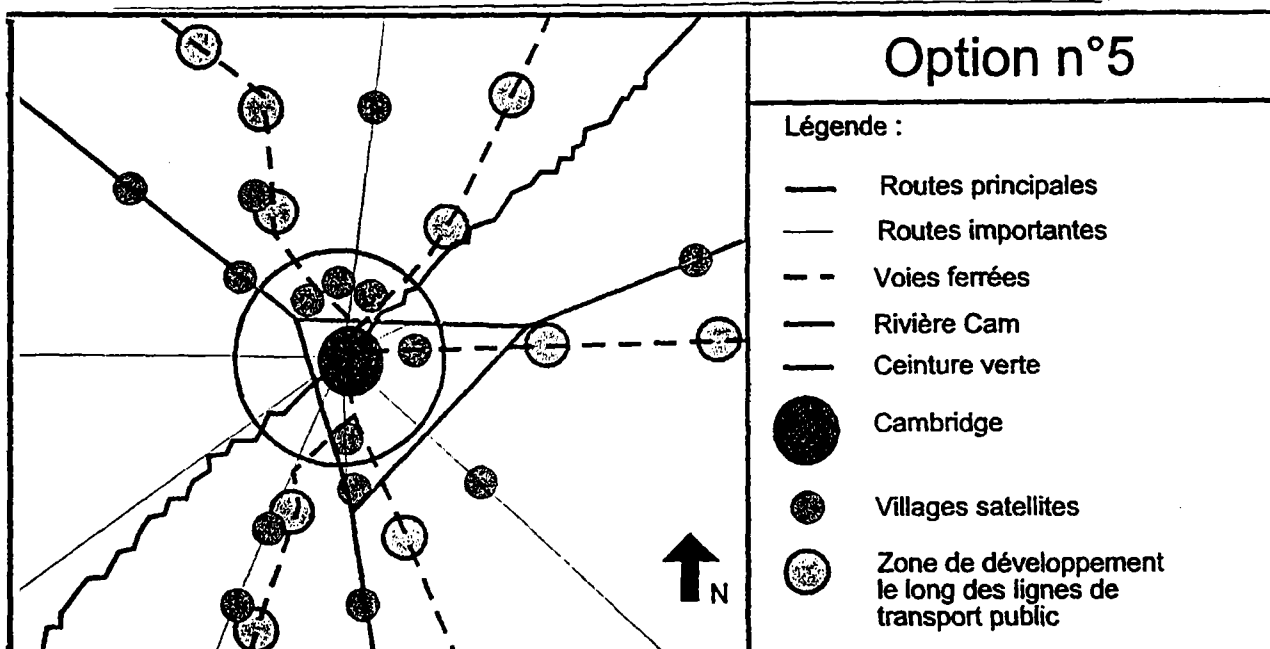 Option n°5
Légende :
Routes principales
Routes importantes
Voies ferrées
Rivière Cam
Ceinture verte
Cambridge
Villages satellites
Zone de développement
le long des lignes de
transport public
N